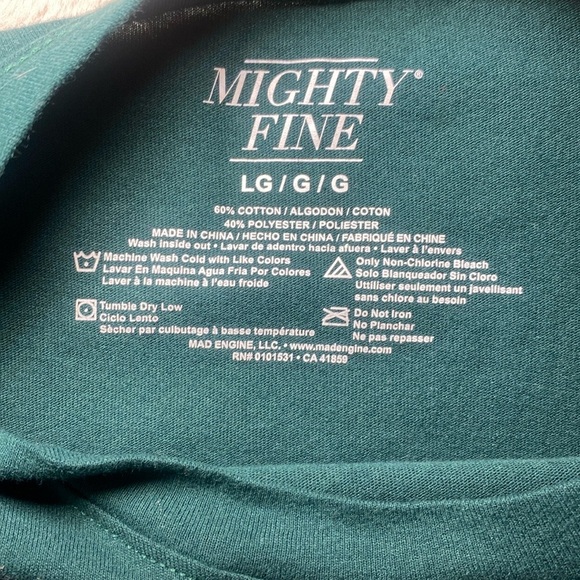 MIGHTY®
FINE
LG / G / G
60% COTTON / ALGODON / COTON
40% POLYESTER / POLIESTER
MADE IN CHINA / HECHO EN CHINA / FABRIQUÉ EN CHINE
Wash inside out • Lavar de adentro hacia afuera • Laver à l'envers
Machine Wash Cold with Like Colors
Lavar En Maquina Agua Fria Por Colores
Laver à la machine à l'eau froide
Only Non-Chlorine Bleach
Solo Blanqueador Sin Cloro
Utiliser seulement un javellisant
sans chlore au besoin
Tumble Dry Low
Ciclo Lento
Sècher par culbutage à basse température
Do Not Iron
No Planchar
Ne pas repasser
MAD ENGINE, LLC. • www.madengine.com
RN# 0101531 • CA 41859